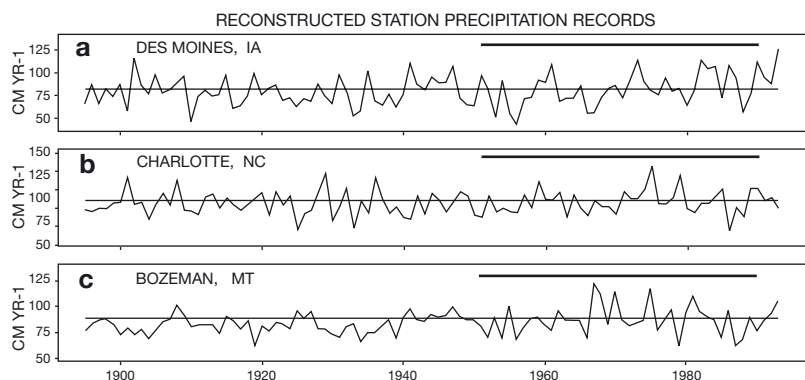 RECONSTRUCTED STATION PRECIPITATION RECORDS
a DES MOINES, IA
CM YR-1
125
100
75
50
b CHARLOTTE, NC
CM YR-1
150
125
100
75
50
c BOZEMAN, MT
CM YR-1
125
100
75
50
1900 1920 1940 1960 1980